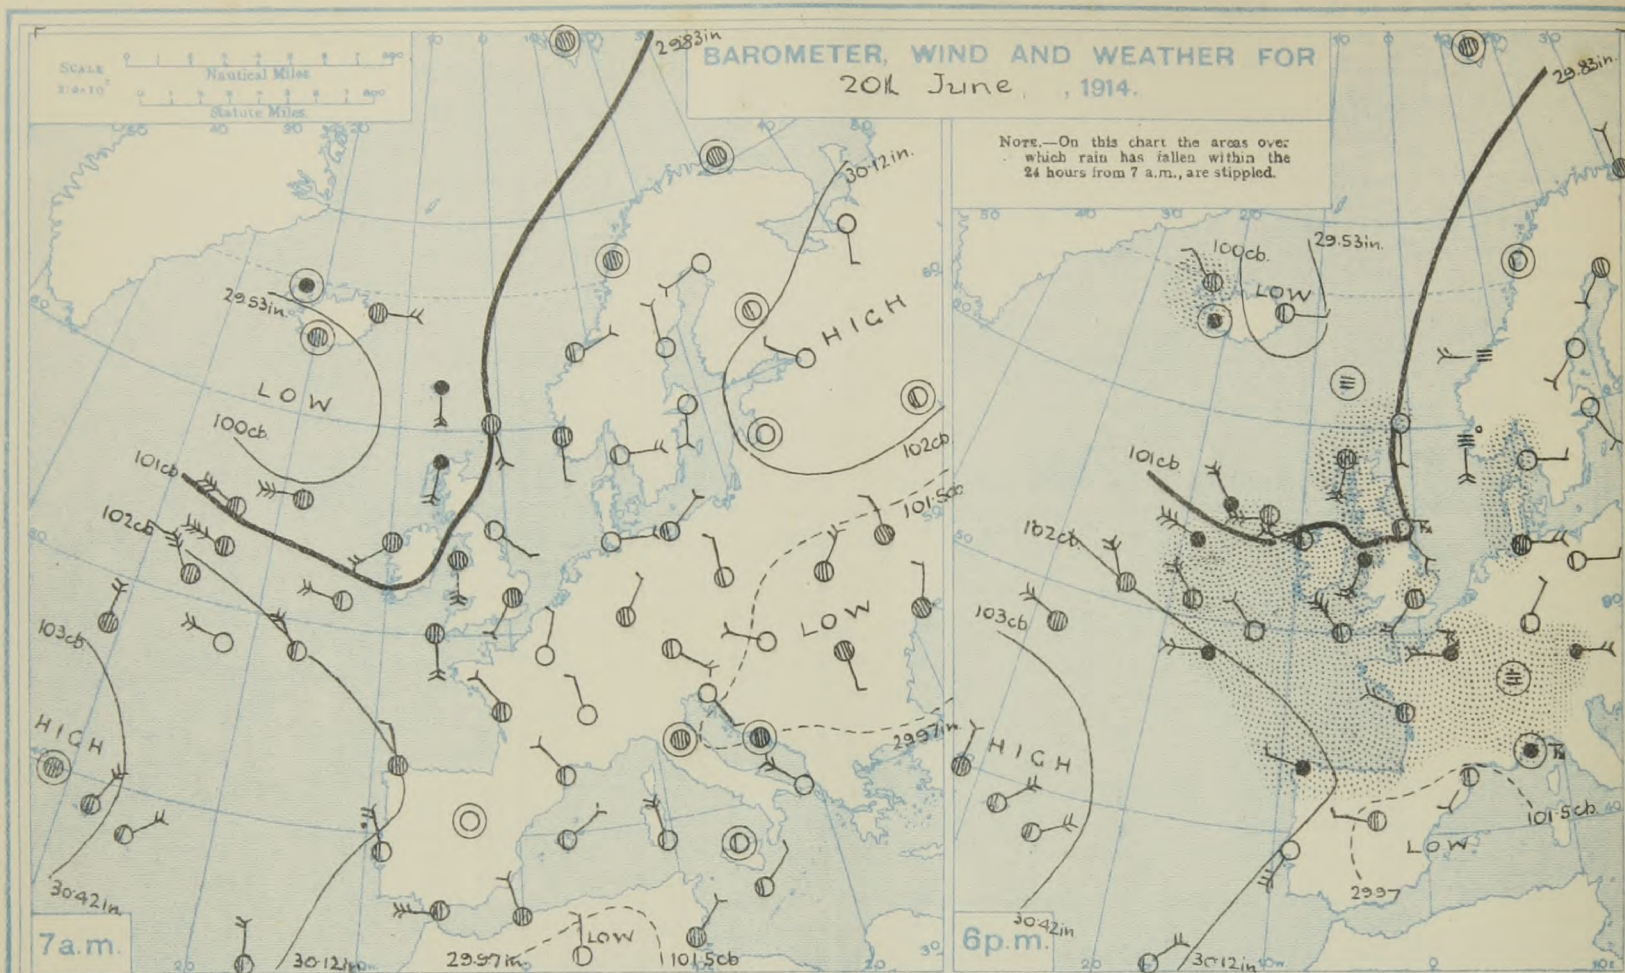 SCALE
Nautical Miles
Statute Miles
BAROMETER, WIND AND WEATHER FOR
20th June , 1914.
NOTE.—On this chart the areas over
which rain has fallen within the
24 hours from 7 a.m., are stippled.
29.83in
30.12in.
29.53in.
LOW
100cb.
101cb
102cb
HIGH
102cb
101.5cb
LOW
29.97in.
103cb
HIGH
30.42in.
7a.m.
30.12in
29.97in
LOW
101.5cb
29.83in.
100cb.
29.53in.
LOW
101cb
102cb
103cb
HIGH
101.5cb.
LOW
29.97
30.42in
6p.m.
30.12in